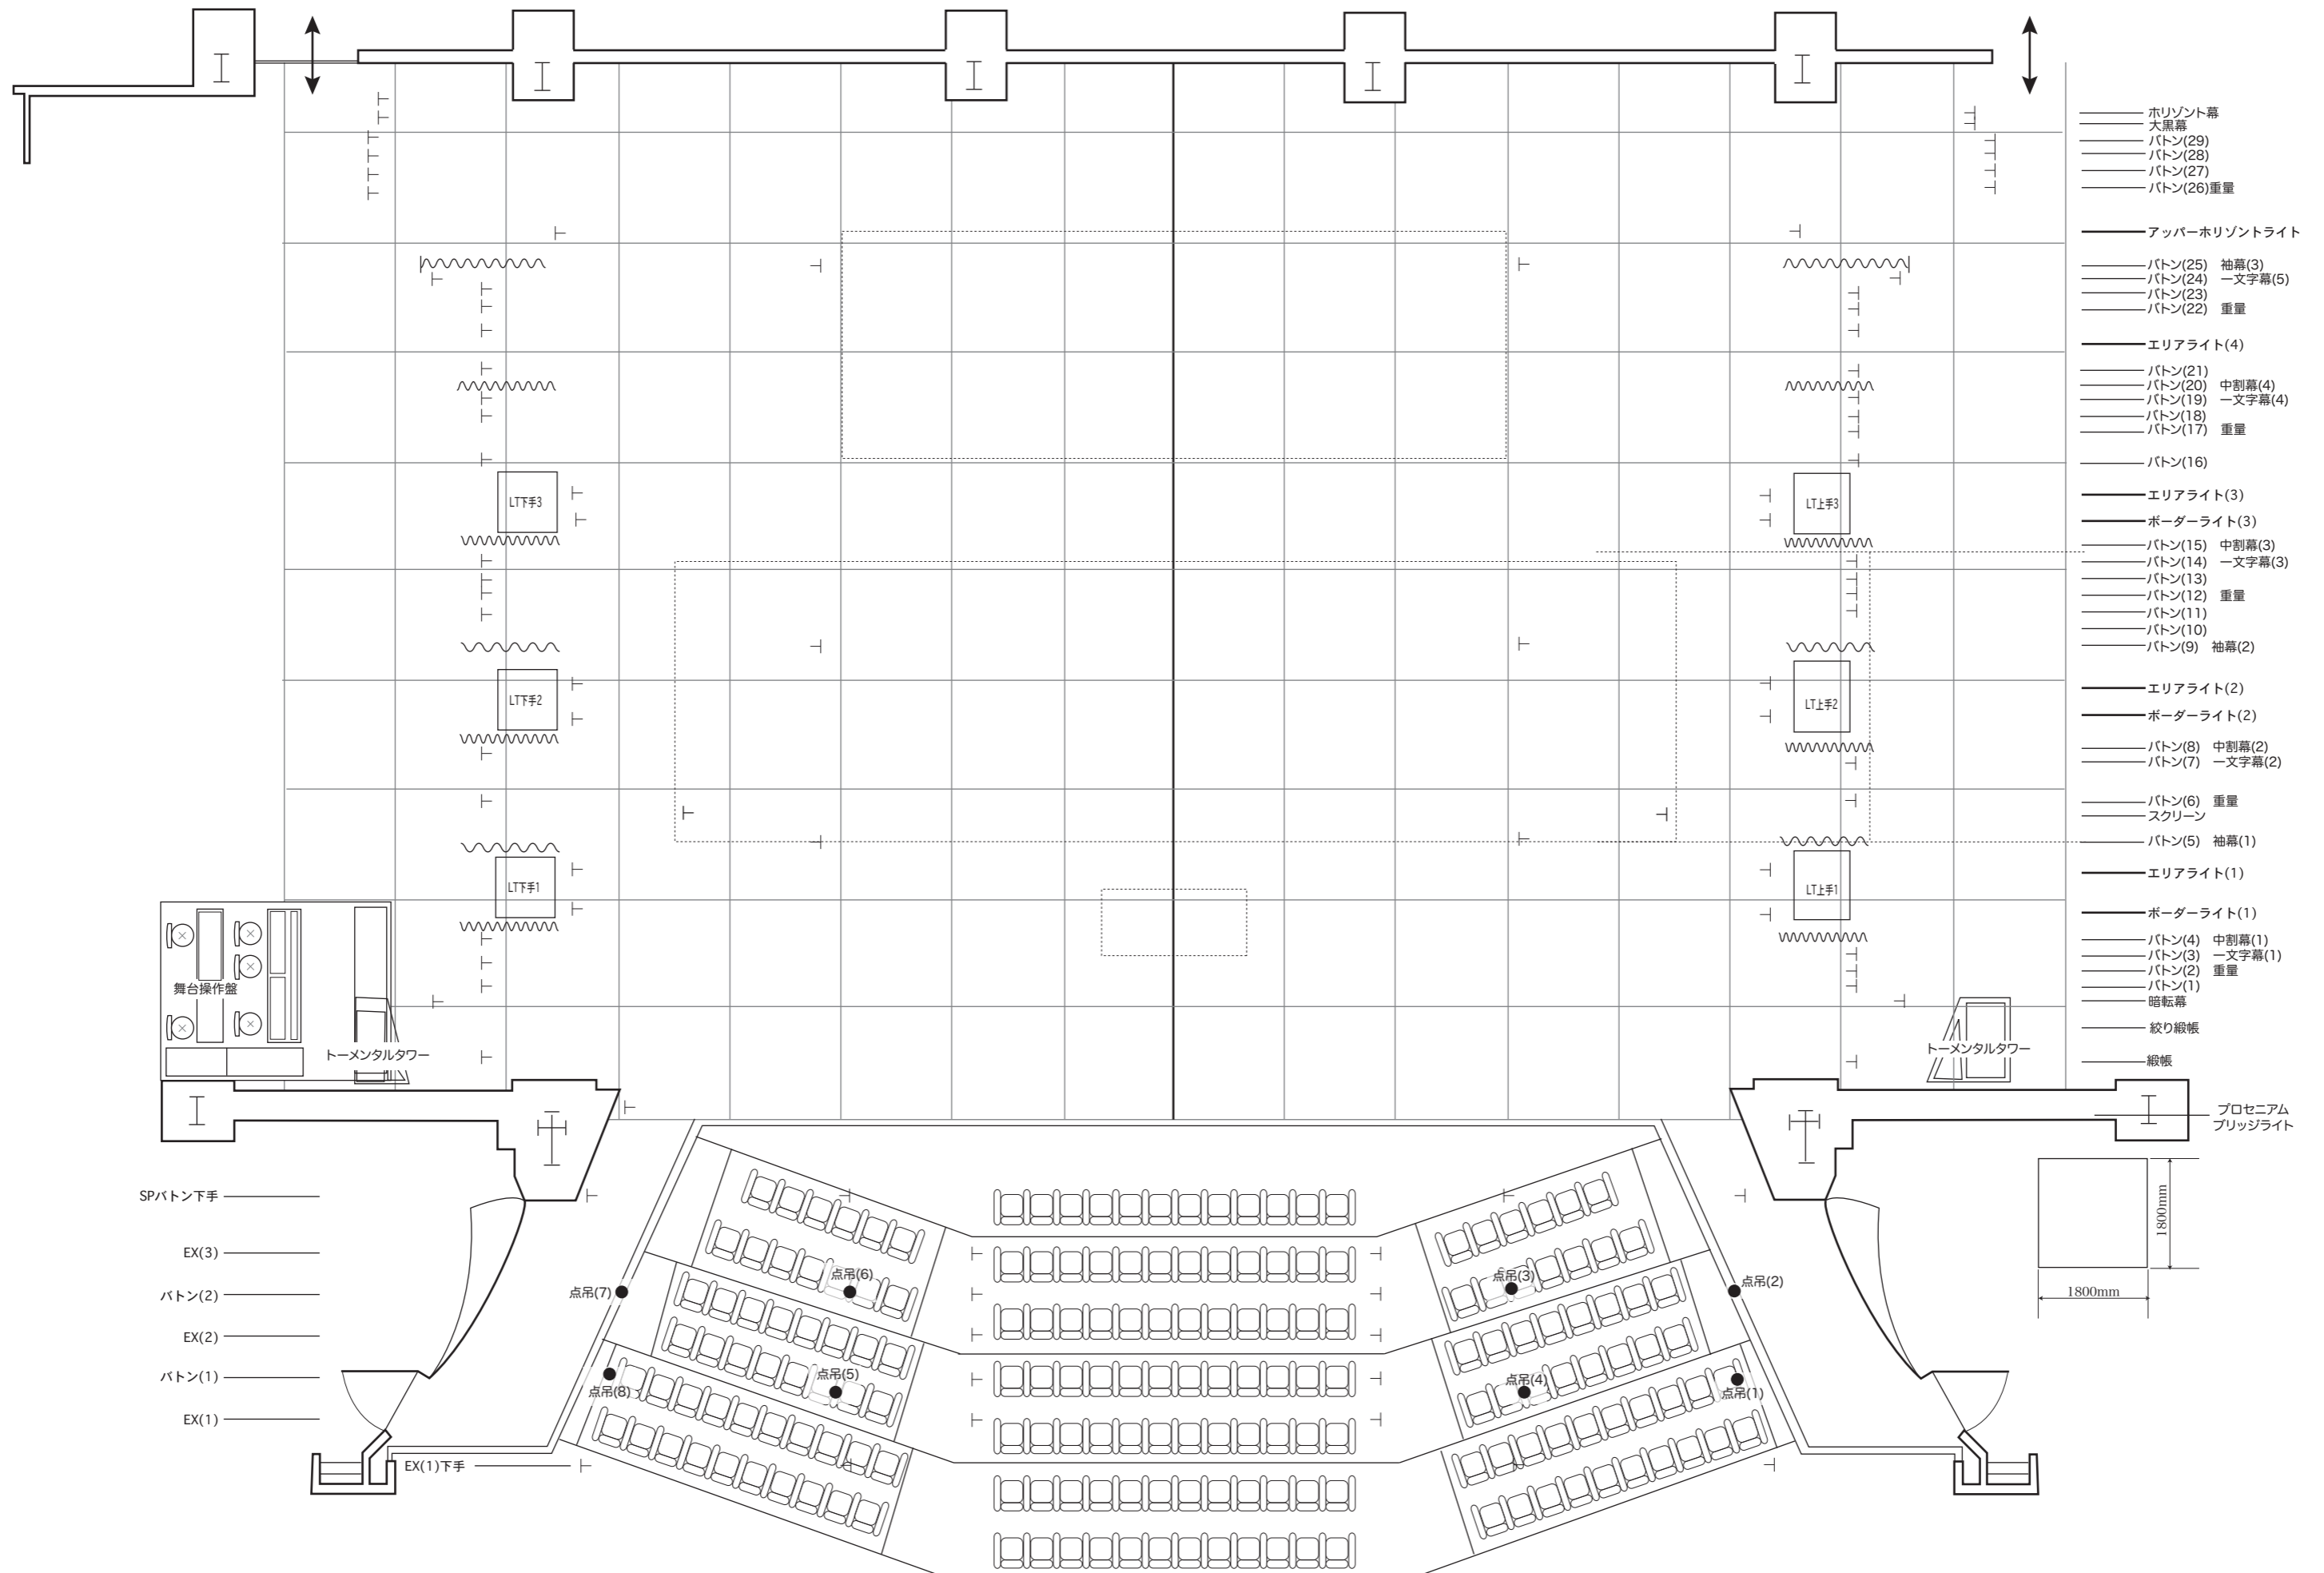 ホリゾント幕
大黒幕
バトン(29)
バトン(28)
バトン(27)
バトン(26)重量
アッパーホリゾントライト
バトン(25) 袖幕(3)
バトン(24) 一文字幕(5)
バトン(23)
バトン(22) 重量
エリアライト(4)
バトン(21)
バトン(20) 中割幕(4)
バトン(19) 一文字幕(4)
バトン(18)
バトン(17) 重量
バトン(16)
LT下手3
LT上手3
エリアライト(3)
ボーダーライト(3)
バトン(15) 中割幕(3)
バトン(14) 一文字幕(3)
バトン(13)
バトン(12) 重量
バトン(11)
バトン(10)
バトン(9) 袖幕(2)
LT下手2
LT上手2
エリアライト(2)
ボーダーライト(2)
バトン(8) 中割幕(2)
バトン(7) 一文字幕(2)
バトン(6) 重量
スクリーン
バトン(5) 袖幕(1)
LT下手1
LT上手1
エリアライト(1)
ボーダーライト(1)
バトン(4) 中割幕(1)
バトン(3) 一文字幕(1)
バトン(2) 重量
バトン(1)
暗転幕
絞り緞帳
緞帳
舞台操作盤
トーメンタルタワー
トーメンタルタワー
プロセニアム
ブリッジライト
1800mm
1800mm
SPバトン下手
EX(3)
バトン(2)
EX(2)
バトン(1)
EX(1)
EX(1)下手
点吊(7)
点吊(6)
点吊(3)
点吊(2)
点吊(8)
点吊(5)
点吊(4)
点吊(1)